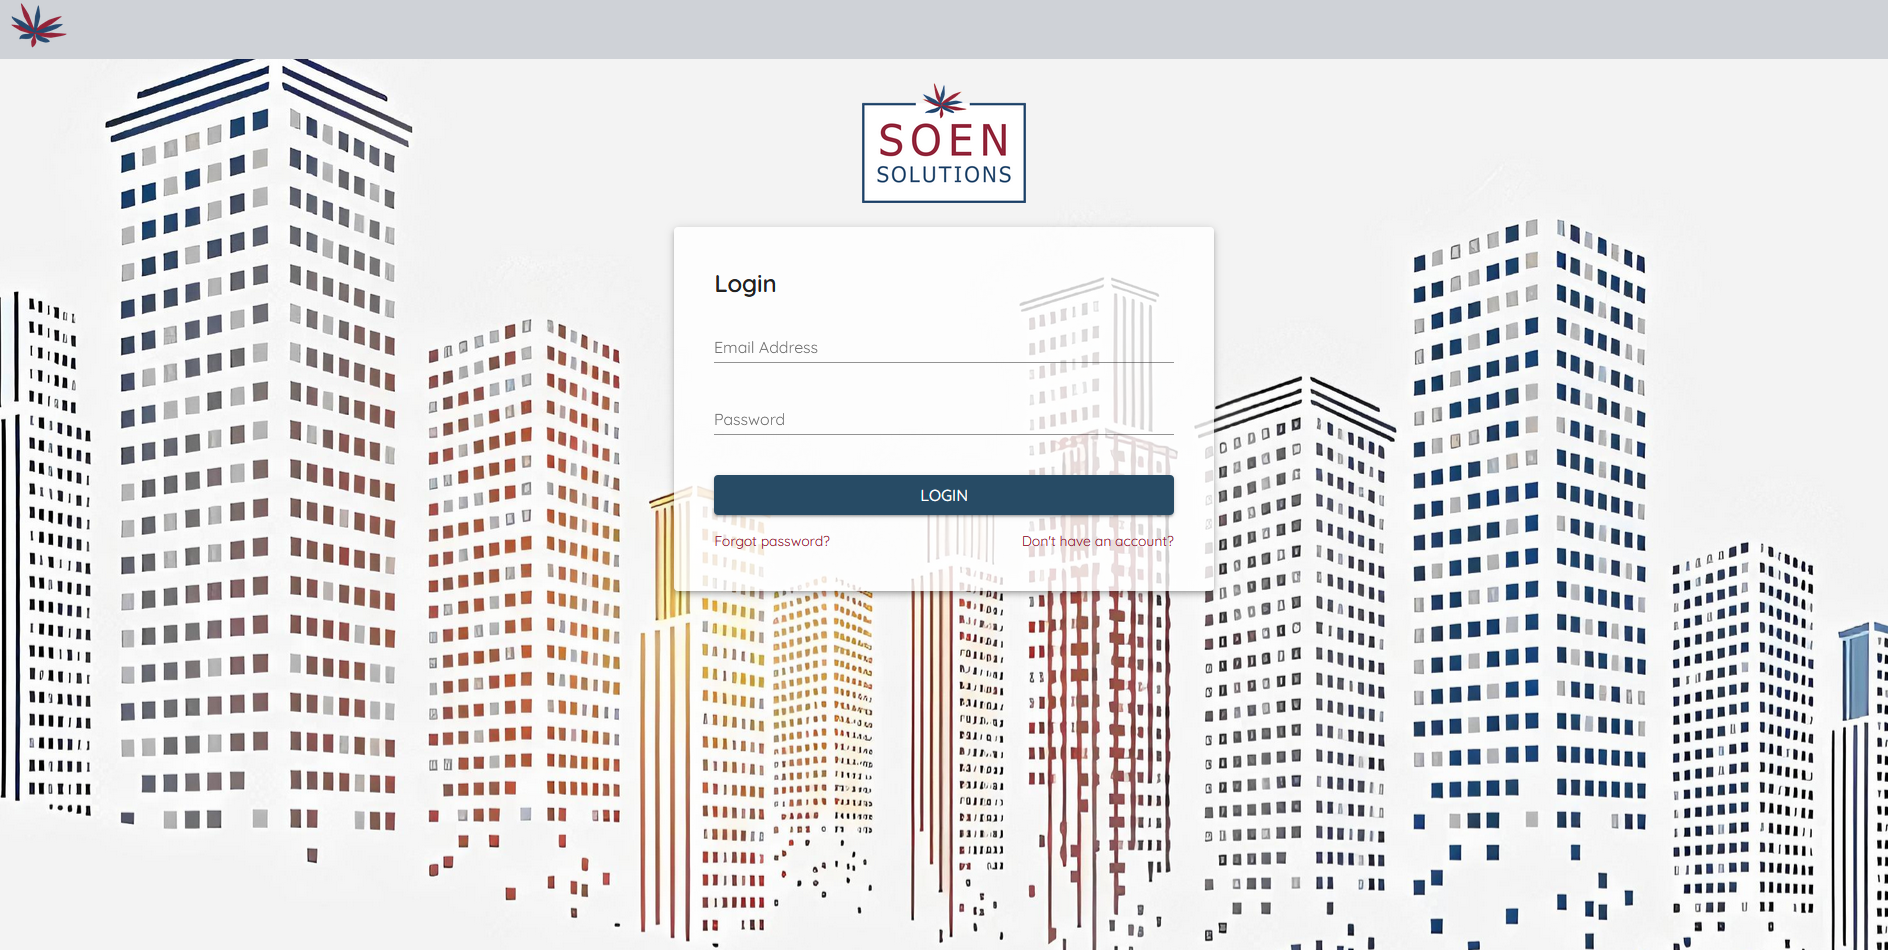 SOEN
SOLUTIONS
Login
Email Address
Password
LOGIN
Forgot password?
Don't have an account?